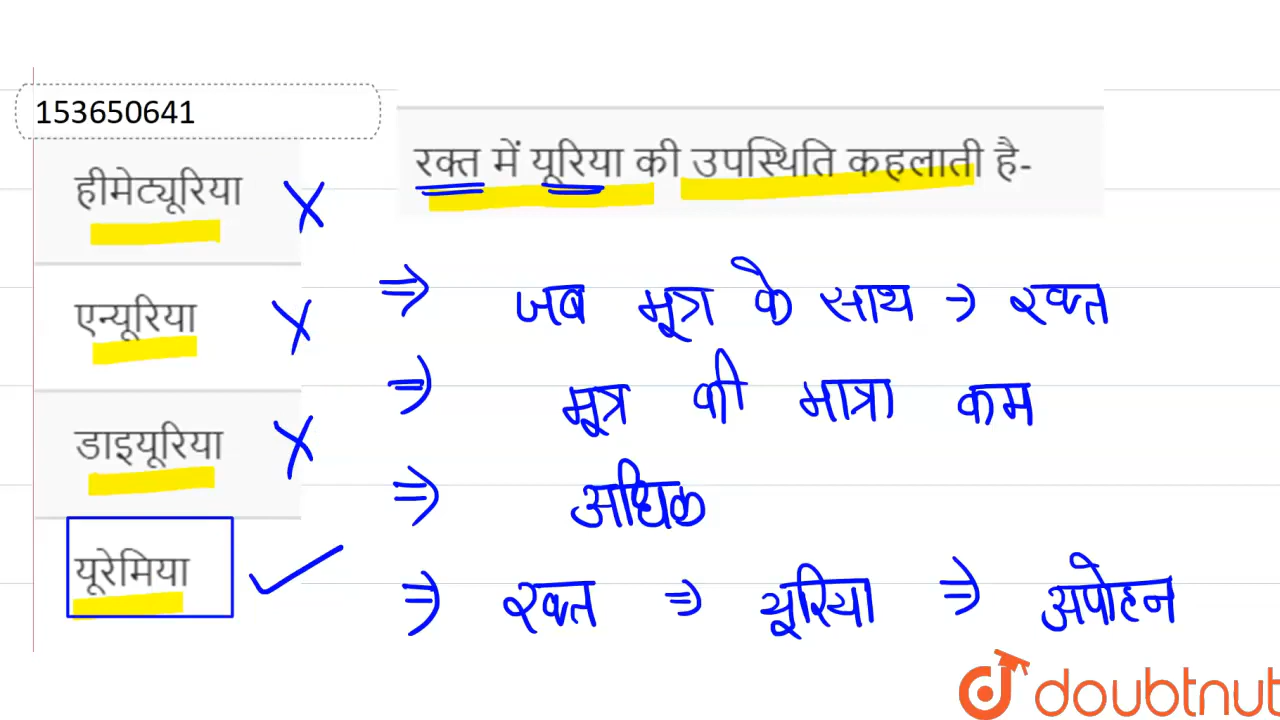 153650641
रक्त में यूरिया की उपस्थिति कहलाती है-
हीमेट्यूरिया X
⇒ जब मूत्र के साथ → रक्त
एन्यूरिया X
⇒ मूत्र की मात्रा कम
डाइयूरिया X
⇒ अधिक
यूरेमिया ✓
⇒ रक्त ⇒ यूरिया ⇒ अपोहन
doubtnut